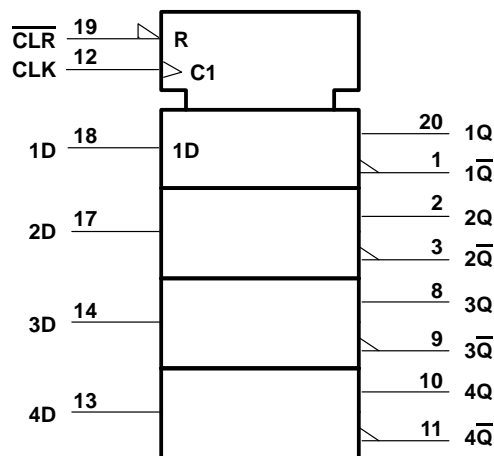 C̅L̅R̅ 19 R
CLK 12 C1
1D 18 1D
20 1Q
1 1Q̅
2D 17
2 2Q
3 2Q̅
3D 14
8 3Q
9 3Q̅
4D 13
10 4Q
11 4Q̅